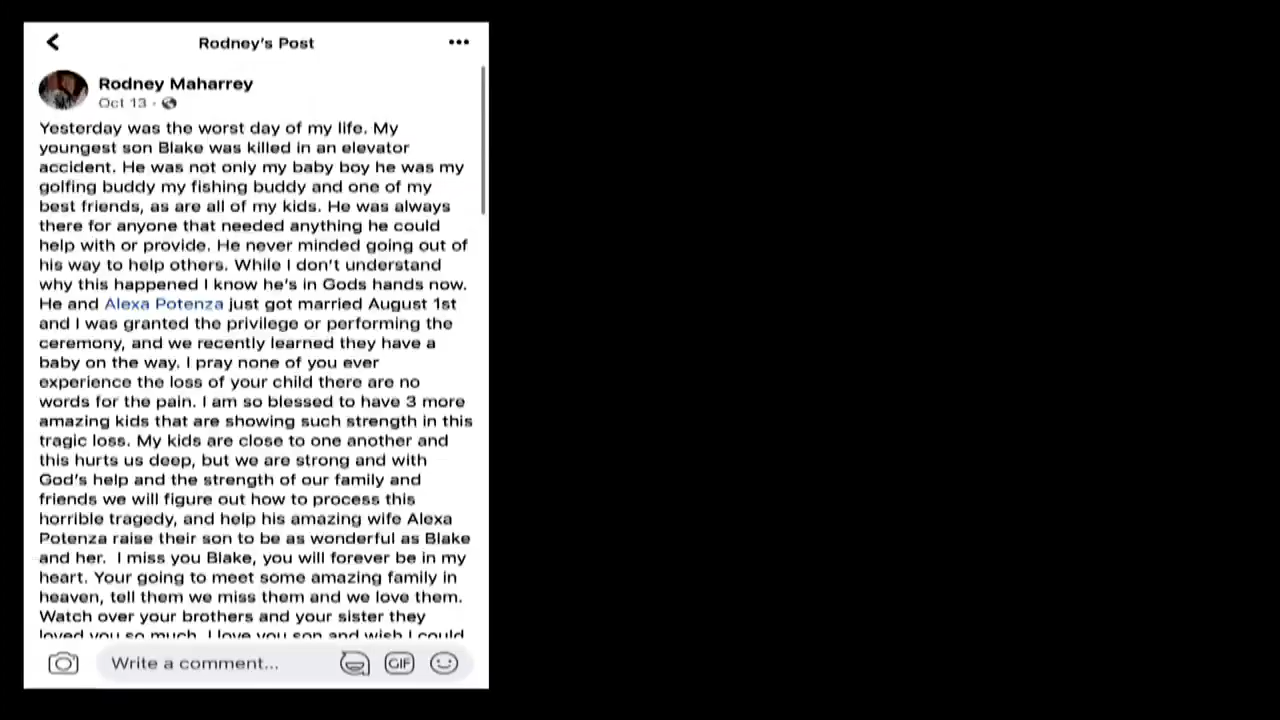 Rodney's Post
Rodney Maharrey
Oct 13 ·
Yesterday was the worst day of my life. My
youngest son Blake was killed in an elevator
accident. He was not only my baby boy he was my
golfing buddy my fishing buddy and one of my
best friends, as are all of my kids. He was always
there for anyone that needed anything he could
help with or provide. He never minded going out of
his way to help others. While I don't understand
why this happened I know he's in Gods hands now.
He and Alexa Potenza just got married August 1st
and I was granted the privilege or performing the
ceremony, and we recently learned they have a
baby on the way. I pray none of you ever
experience the loss of your child there are no
words for the pain. I am so blessed to have 3 more
amazing kids that are showing such strength in this
tragic loss. My kids are close to one another and
this hurts us deep, but we are strong and with
God's help and the strength of our family and
friends we will figure out how to process this
horrible tragedy, and help his amazing wife Alexa
Potenza raise their son to be as wonderful as Blake
and her.  I miss you Blake, you will forever be in my
heart. Your going to meet some amazing family in
heaven, tell them we miss them and we love them.
Watch over your brothers and your sister they
loved you so much. I love you son and wish I could
Write a comment...
GIF